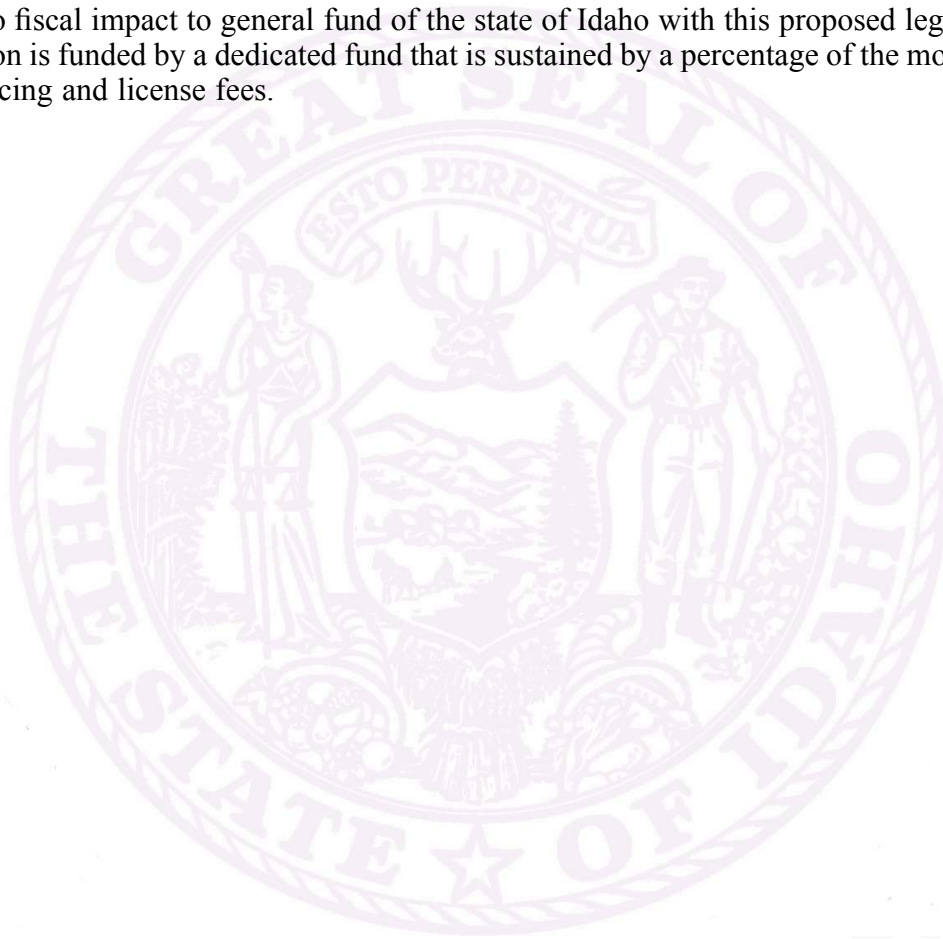 o fiscal impact to general fund of the state of Idaho with this proposed leg
on is funded by a dedicated fund that is sustained by a percentage of the mo
cing and license fees.
GREAT SEAL OF
ESTO PERPETUA
THE STATE OF IDAHO